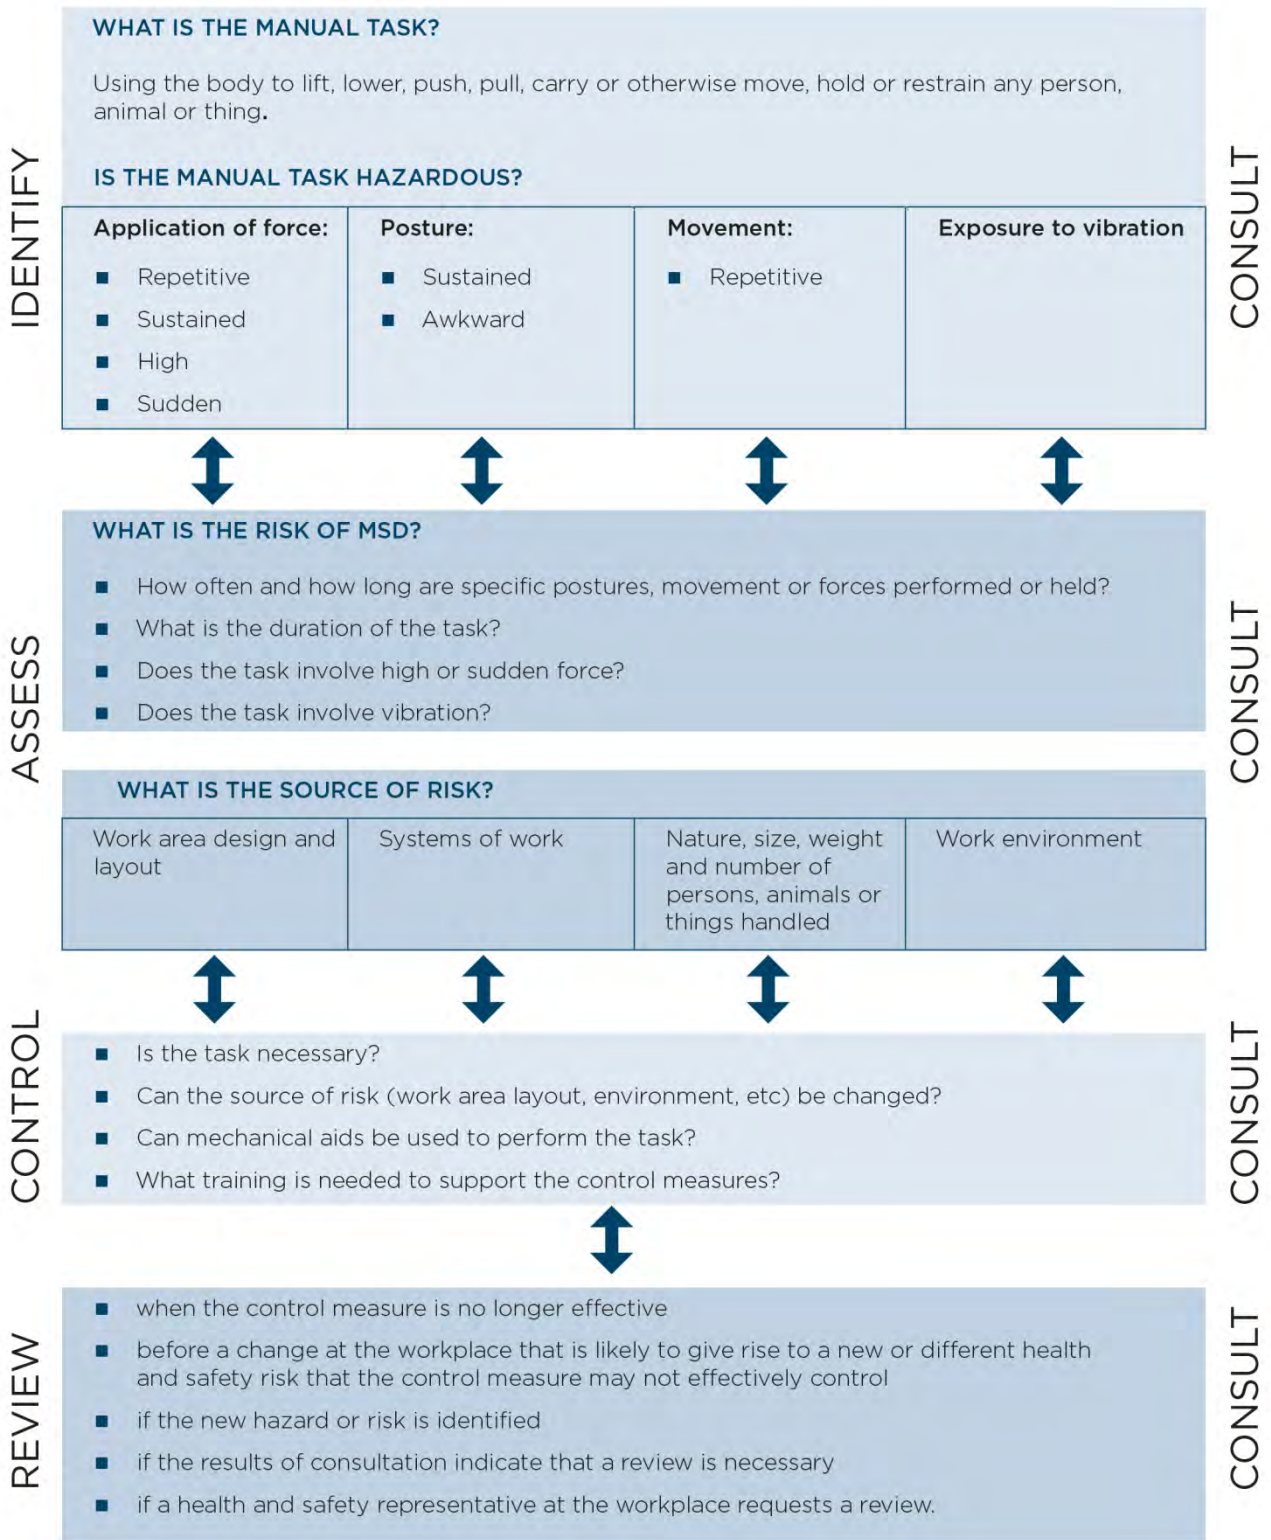 WHAT IS THE MANUAL TASK?
Using the body to lift, lower, push, pull, carry or otherwise move, hold or restrain any person,
animal or thing.
IDENTIFY
CONSULT
IS THE MANUAL TASK HAZARDOUS?
Application of force:
■ Repetitive
■ Sustained
■ High
■ Sudden
Posture:
■ Sustained
■ Awkward
Movement:
■ Repetitive
Exposure to vibration
ASSESS
CONSULT
WHAT IS THE RISK OF MSD?
■ How often and how long are specific postures, movement or forces performed or held?
■ What is the duration of the task?
■ Does the task involve high or sudden force?
■ Does the task involve vibration?
WHAT IS THE SOURCE OF RISK?
Work area design and
layout
Systems of work
Nature, size, weight
and number of
persons, animals or
things handled
Work environment
CONTROL
CONSULT
■ Is the task necessary?
■ Can the source of risk (work area layout, environment, etc) be changed?
■ Can mechanical aids be used to perform the task?
■ What training is needed to support the control measures?
REVIEW
CONSULT
■ when the control measure is no longer effective
■ before a change at the workplace that is likely to give rise to a new or different health
and safety risk that the control measure may not effectively control
■ if the new hazard or risk is identified
■ if the results of consultation indicate that a review is necessary
■ if a health and safety representative at the workplace requests a review.